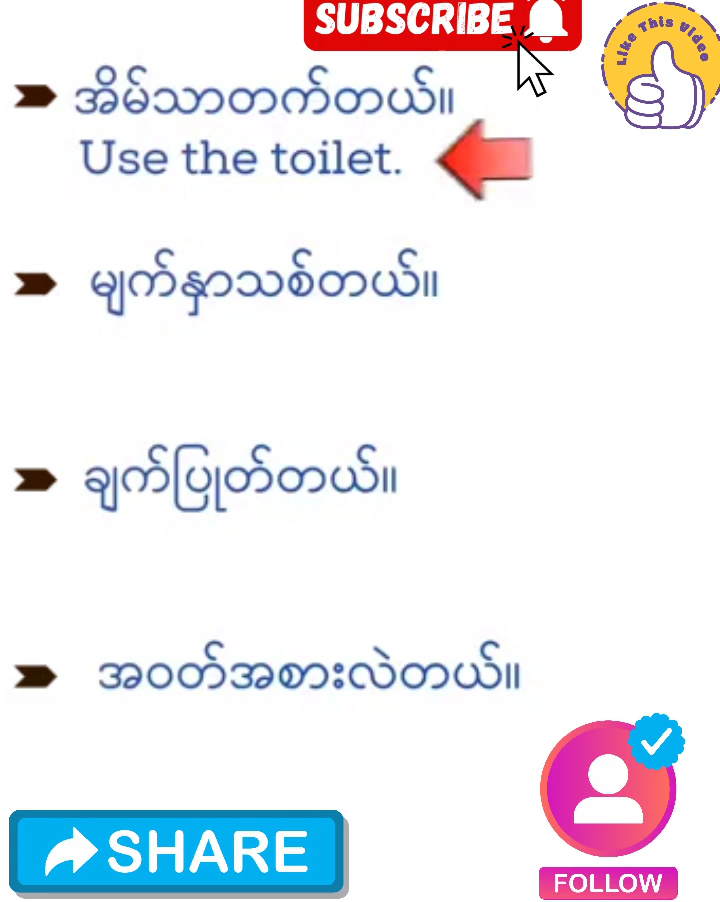 SUBSCRIBE
Like This Video
အိမ်သာတက်တယ်။
Use the toilet.
မျက်နှာသစ်တယ်။
ချက်ပြုတ်တယ်။
အဝတ်အစားလဲတယ်။
SHARE
FOLLOW